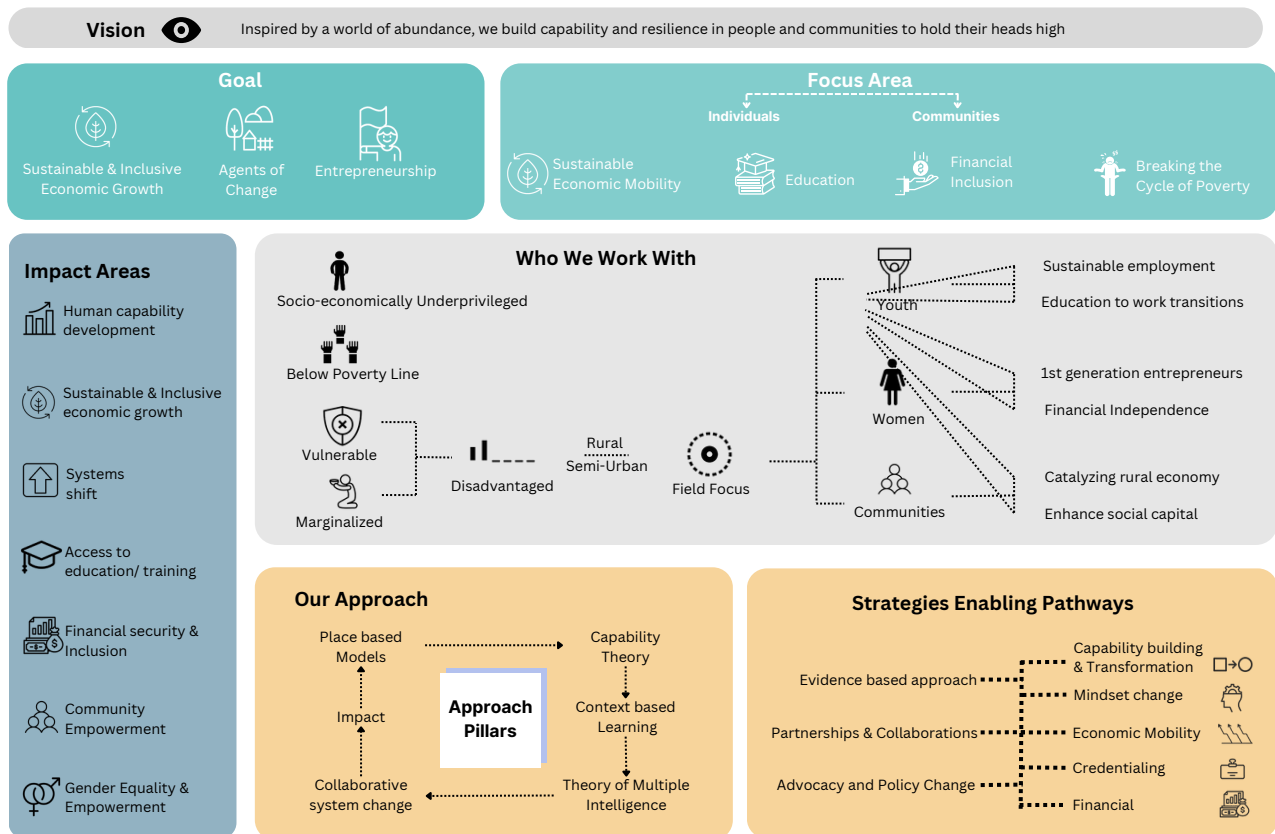 Vision
Inspired by a world of abundance, we build capability and resilience in people and communities to hold their heads high
Goal
Sustainable & Inclusive
Economic Growth
Agents of
Change
Entrepreneurship
Focus Area
Individuals
Communities
Sustainable
Economic Mobility
Education
Financial
Inclusion
Breaking the
Cycle of Poverty
Impact Areas
Human capability
development
Sustainable & Inclusive
economic growth
Systems
shift
Access to
education/ training
Financial security &
Inclusion
Community
Empowerment
Gender Equality &
Empowerment
Who We Work With
Socio-economically Underprivileged
Below Poverty Line
Vulnerable
Marginalized
Disadvantaged
Rural
Semi-Urban
Field Focus
Youth
Women
Communities
Sustainable employment
Education to work transitions
1st generation entrepreneurs
Financial Independence
Catalyzing rural economy
Enhance social capital
Our Approach
Place based
Models
Capability
Theory
Impact
Approach
Pillars
Context based
Learning
Collaborative
system change
Theory of Multiple
Intelligence
Strategies Enabling Pathways
Evidence based approach
Partnerships & Collaborations
Advocacy and Policy Change
Capability building
& Transformation
Mindset change
Economic Mobility
Credentialing
Financial